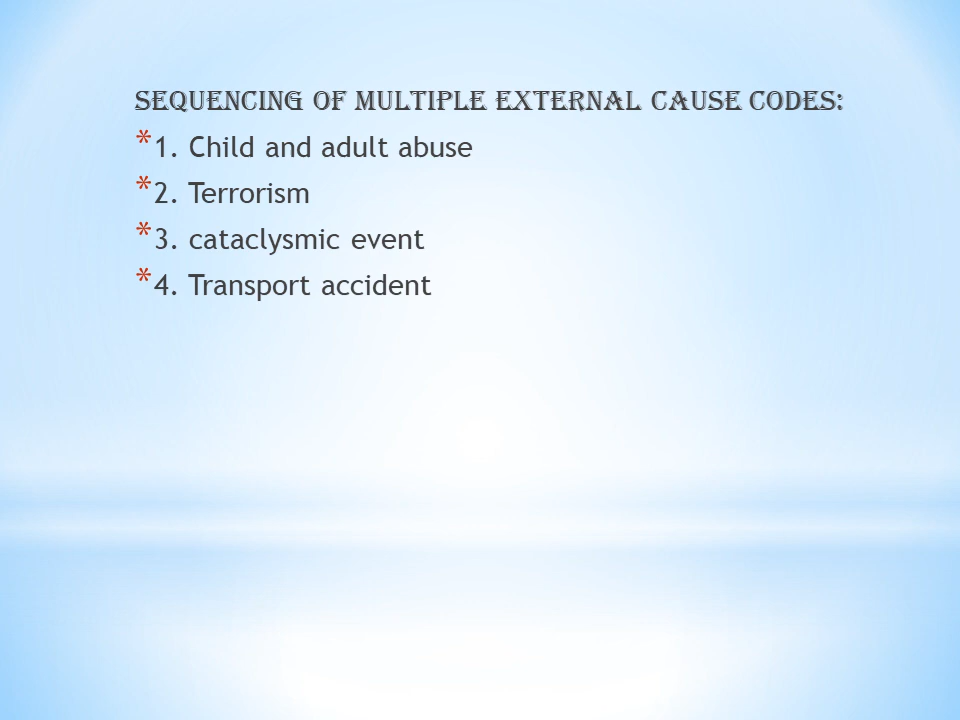 SEQUENCING OF MULTIPLE EXTERNAL CAUSE CODES:
* 1. Child and adult abuse
* 2. Terrorism
* 3. cataclysmic event
* 4. Transport accident